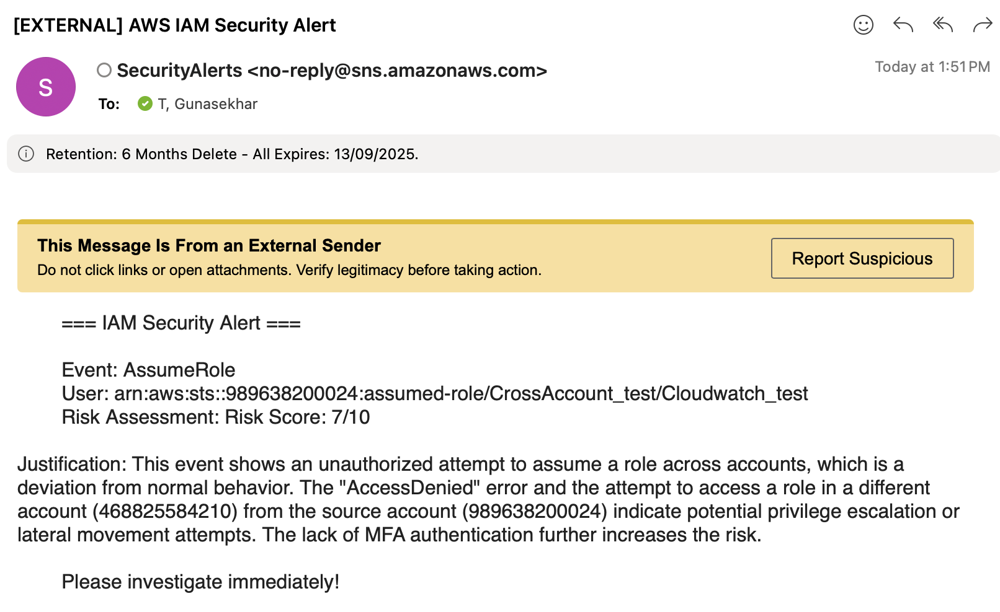 [EXTERNAL] AWS IAM Security Alert
S
SecurityAlerts <no-reply@sns.amazonaws.com>
Today at 1:51 PM
To: T, Gunasekhar
Retention: 6 Months Delete - All Expires: 13/09/2025.
This Message Is From an External Sender
Do not click links or open attachments. Verify legitimacy before taking action.
Report Suspicious
=== IAM Security Alert ===
Event: AssumeRole
User: arn:aws:sts::989638200024:assumed-role/CrossAccount_test/Cloudwatch_test
Risk Assessment: Risk Score: 7/10
Justification: This event shows an unauthorized attempt to assume a role across accounts, which is a
deviation from normal behavior. The "AccessDenied" error and the attempt to access a role in a different
account (468825584210) from the source account (989638200024) indicate potential privilege escalation or
lateral movement attempts. The lack of MFA authentication further increases the risk.
Please investigate immediately!